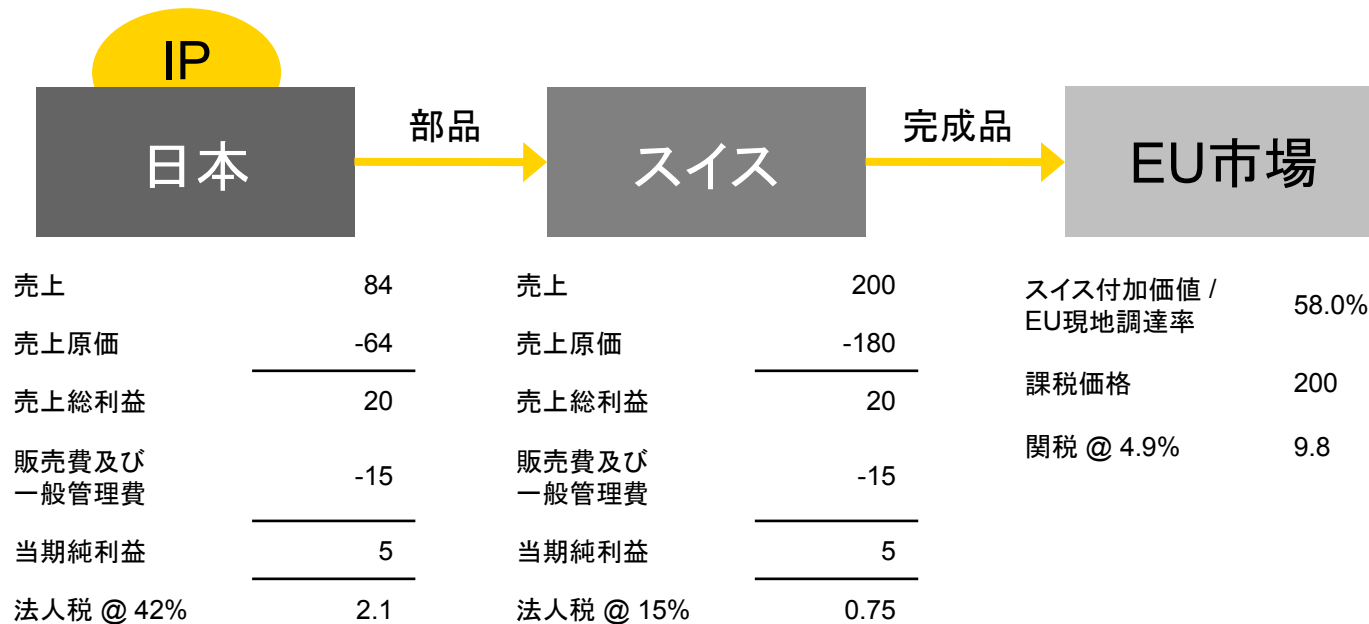 IP
日本
部品
スイス
完成品
EU市場
売上 84
売上原価 -64
売上総利益 20
販売費及び
一般管理費 -15
当期純利益 5
法人税 @ 42% 2.1
売上 200
売上原価 -180
売上総利益 20
販売費及び
一般管理費 -15
当期純利益 5
法人税 @ 15% 0.75
スイス付加価値 /
EU現地調達率 58.0%
課税価格 200
関税 @ 4.9% 9.8